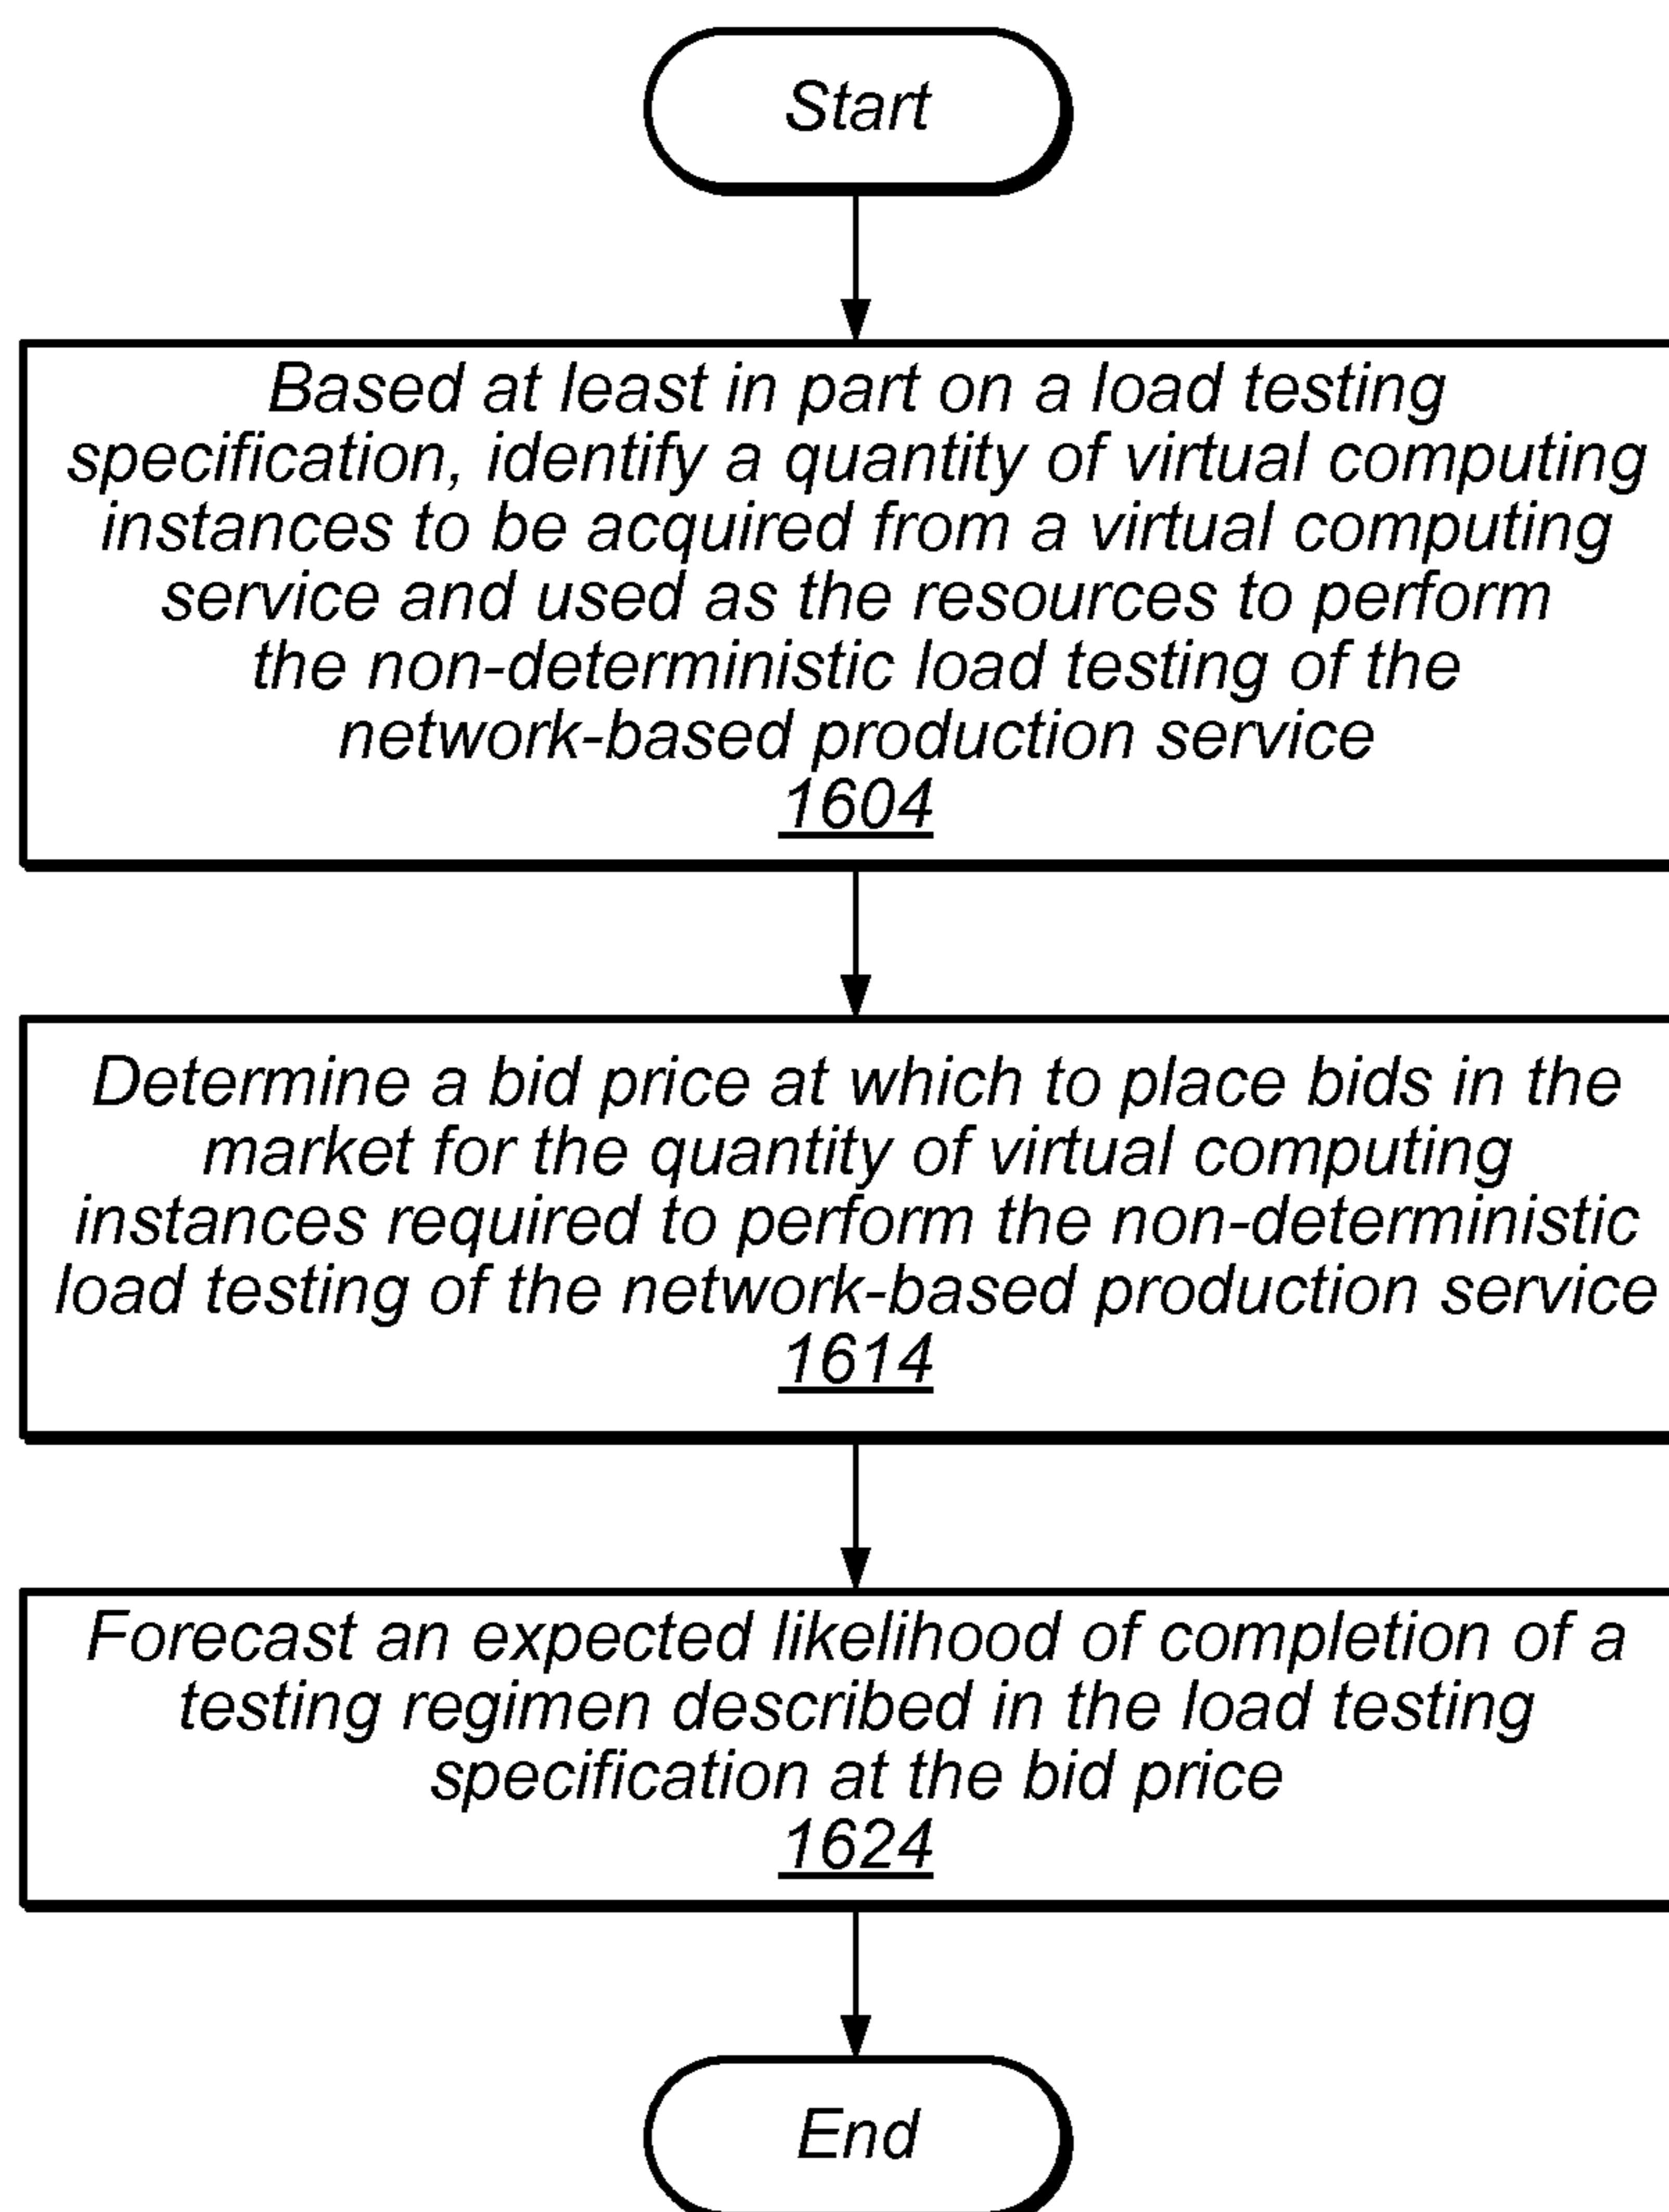 Start
Based at least in part on a load testing
specification, identify a quantity of virtual computing
instances to be acquired from a virtual computing
service and used as the resources to perform
the non-deterministic load testing of the
network-based production service
1604
Determine a bid price at which to place bids in the
market for the quantity of virtual computing
instances required to perform the non-deterministic
load testing of the network-based production service
1614
Forecast an expected likelihood of completion of a
testing regimen described in the load testing
specification at the bid price
1624
End